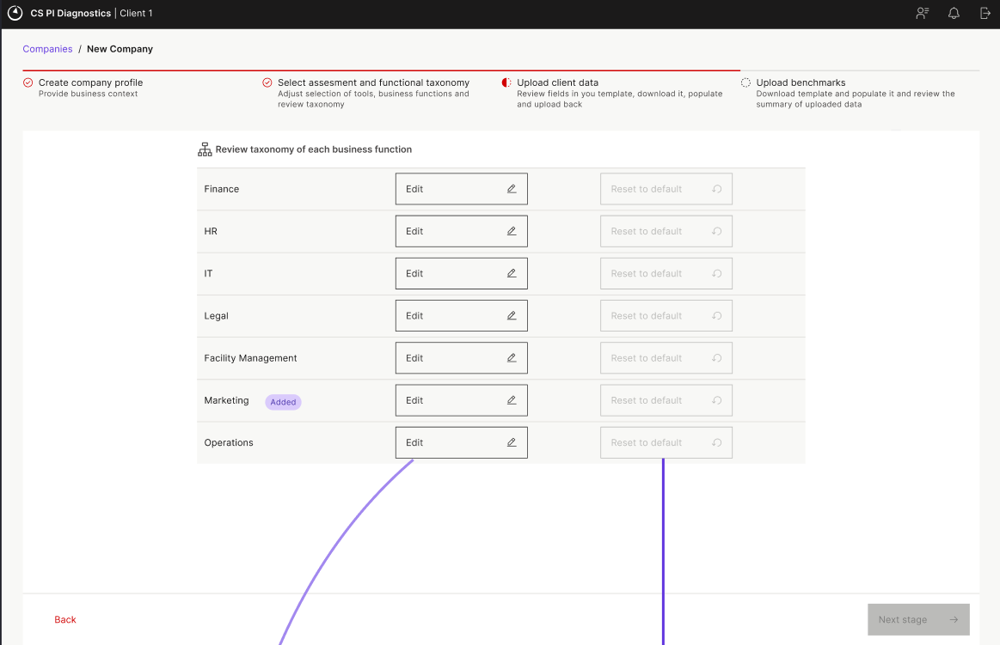 CS PI Diagnostics | Client 1
Companies / New Company
Create company profile
Provide business context
Select assesment and functional taxonomy
Adjust selection of tools, business functions and
review taxonomy
Upload client data
Review fields in you template, download it, populate
and upload back
Upload benchmarks
Download template and populate it and review the
summary of uploaded data
Review taxonomy of each business function
Finance Edit Reset to default
HR Edit Reset to default
IT Edit Reset to default
Legal Edit Reset to default
Facility Management Edit Reset to default
Marketing Added Edit Reset to default
Operations Edit Reset to default
Back Next stage